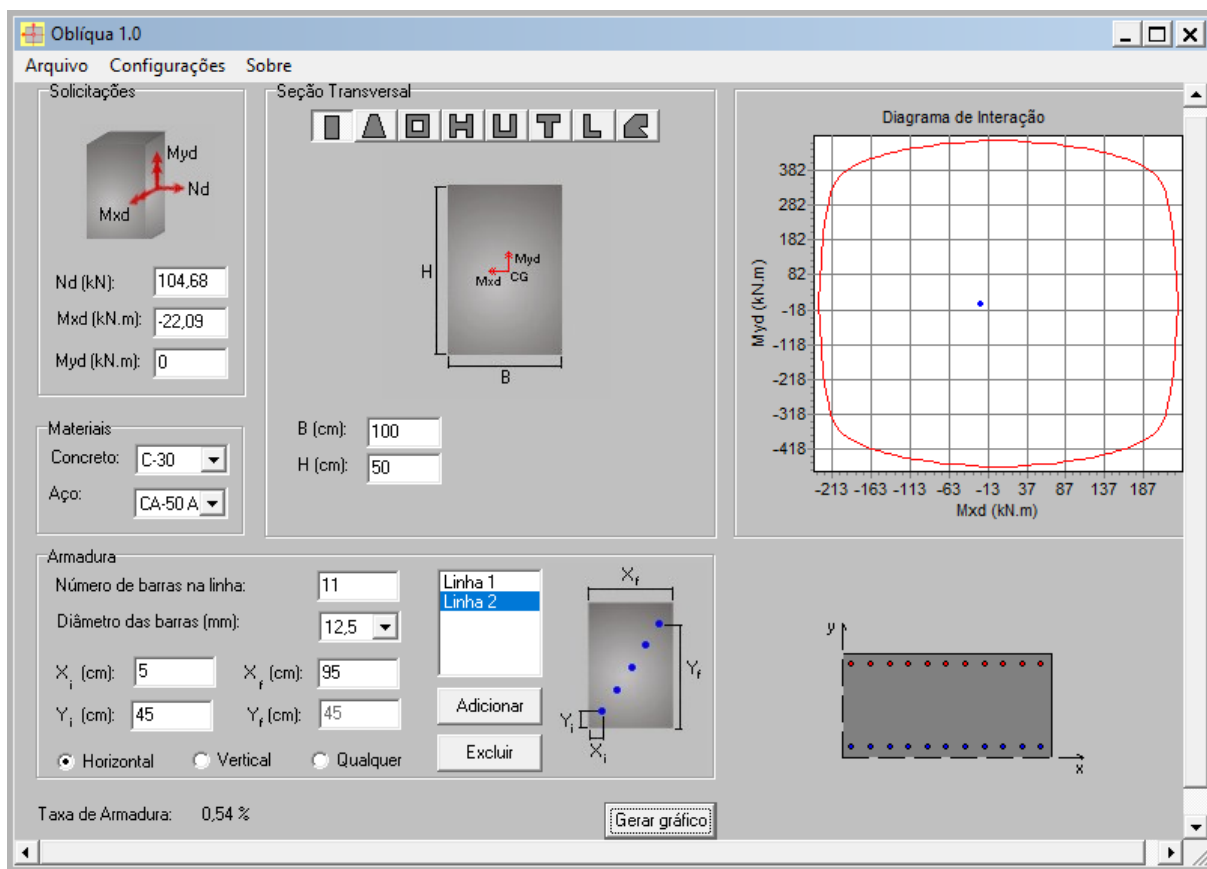 Oblíqua 1.0
Arquivo Configurações Sobre
Solicitações
Myd
Nd
Mxd
Nd (kN): 104,68
Mxd (kN.m): -22,09
Myd (kN.m): 0
Materiais
Concreto: C-30
Aço: CA-50 A
Seção Transversal
H
Myd
Mxd CG
B
B (cm): 100
H (cm): 50
Diagrama de Interação
Myd (kN.m)
382
282
182
82
-18
-118
-218
-318
-418
-213 -163 -113 -63 -13 37 87 137 187
Mxd (kN.m)
Armadura
Número de barras na linha: 11
Diâmetro das barras (mm): 12,5
Xi (cm): 5 Xf (cm): 95
Yi (cm): 45 Yf (cm): 45
Horizontal Vertical Qualquer
Linha 1
Linha 2
Adicionar
Excluir
Xf
Yf
Yi
Xi
y
x
Taxa de Armadura: 0,54 %
Gerar gráfico